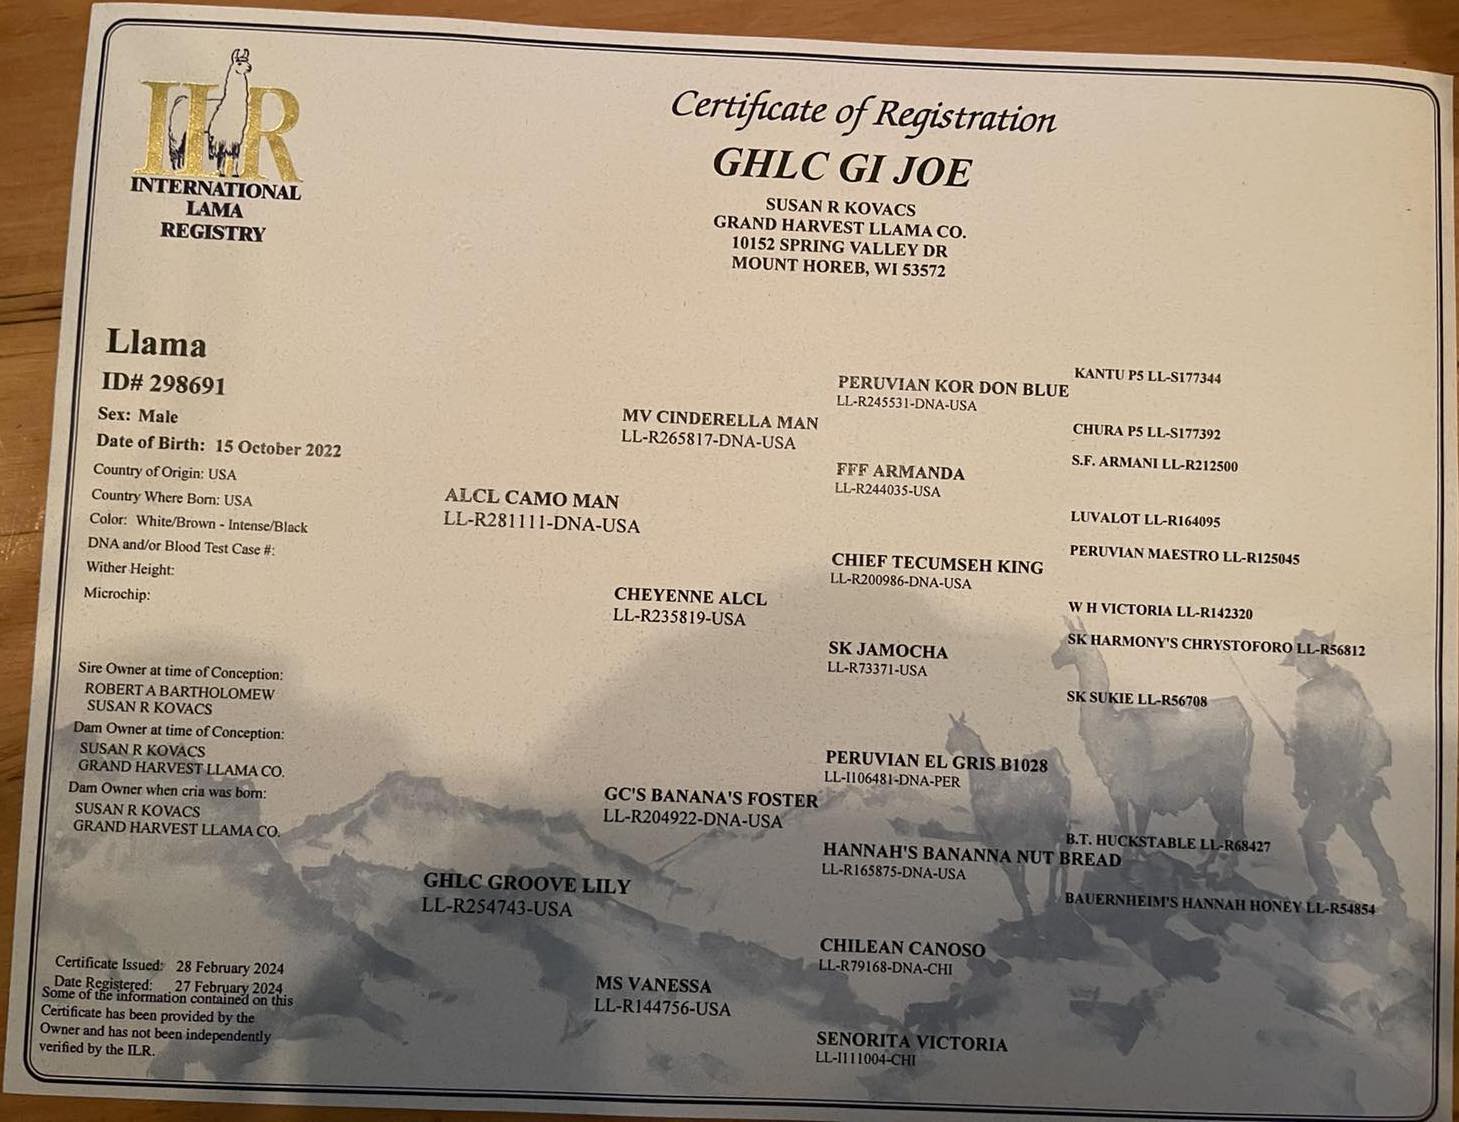 ILR
INTERNATIONAL
LAMA
REGISTRY
Certificate of Registration
GHLC GI JOE
SUSAN R KOVACS
GRAND HARVEST LLAMA CO.
10152 SPRING VALLEY DR
MOUNT HOREB, WI 53572
Llama
ID# 298691
Sex: Male
Date of Birth: 15 October 2022
Country of Origin: USA
Country Where Born: USA
Color: White/Brown - Intense/Black
DNA and/or Blood Test Case #:
Wither Height:
Microchip:
Sire Owner at time of Conception:
ROBERT A BARTHOLOMEW
SUSAN R KOVACS
Dam Owner at time of Conception:
SUSAN R KOVACS
GRAND HARVEST LLAMA CO.
Dam Owner when cria was born:
SUSAN R KOVACS
GRAND HARVEST LLAMA CO.
Certificate Issued: 28 February 2024
Date Registered: 27 February 2024
Some of the information contained on this
Certificate has been provided by the
Owner and has not been independently
verified by the ILR.
ALCL CAMO MAN
LL-R281111-DNA-USA
GHLC GROOVE LILY
LL-R254743-USA
MV CINDERELLA MAN
LL-R265817-DNA-USA
CHEYENNE ALCL
LL-R235819-USA
GC'S BANANA'S FOSTER
LL-R204922-DNA-USA
MS VANESSA
LL-R144756-USA
PERUVIAN KOR DON BLUE
LL-R245531-DNA-USA
FFF ARMANDA
LL-R244035-USA
CHIEF TECUMSEH KING
LL-R200986-DNA-USA
SK JAMOCHA
LL-R73371-USA
PERUVIAN EL GRIS B1028
LL-I106481-DNA-PER
HANNAH'S BANANNA NUT BREAD
LL-R165875-DNA-USA
CHILEAN CANOSO
LL-R79168-DNA-CHI
SENORITA VICTORIA
LL-I111004-CHI
KANTU P5 LL-S177344
CHURA P5 LL-S177392
S.F. ARMANI LL-R212500
LUVALOT LL-R164095
PERUVIAN MAESTRO LL-R125045
W H VICTORIA LL-R142320
SK HARMONY'S CHRYSTOFORO LL-R56812
SK SUKIE LL-R56708
B.T. HUCKSTABLE LL-R68427
BAUERNHEIM'S HANNAH HONEY LL-R54854